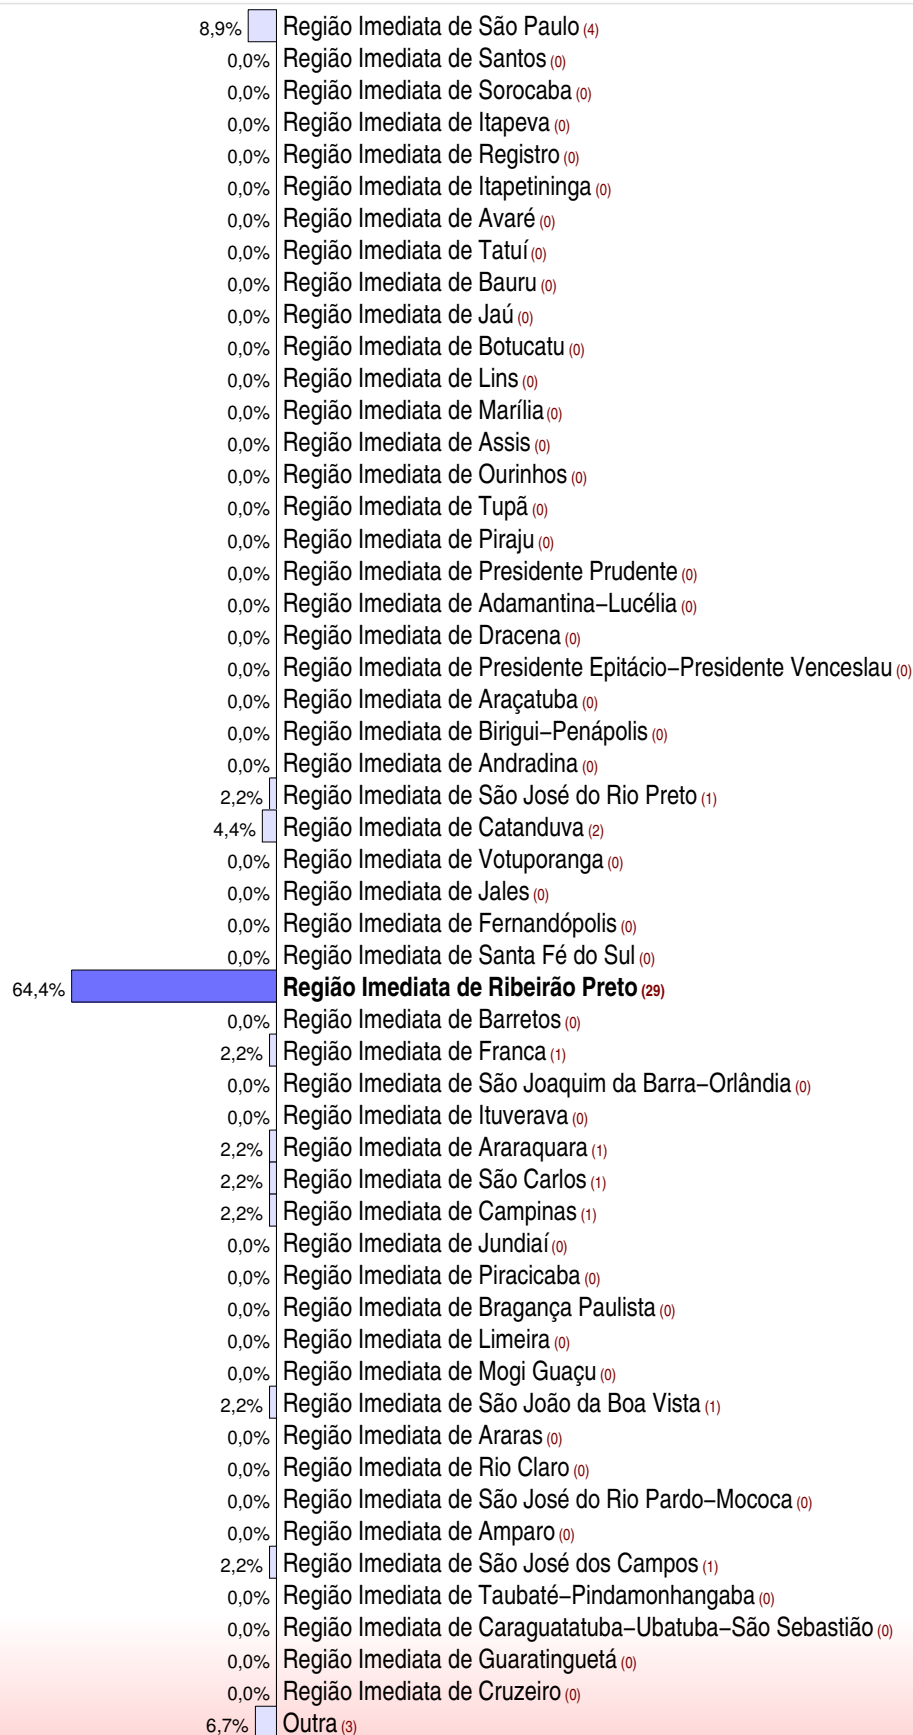 8,9% Região Imediata de São Paulo (4)
0,0% Região Imediata de Santos (0)
0,0% Região Imediata de Sorocaba (0)
0,0% Região Imediata de Itapeva (0)
0,0% Região Imediata de Registro (0)
0,0% Região Imediata de Itapetininga (0)
0,0% Região Imediata de Avaré (0)
0,0% Região Imediata de Tatuí (0)
0,0% Região Imediata de Bauru (0)
0,0% Região Imediata de Jaú (0)
0,0% Região Imediata de Botucatu (0)
0,0% Região Imediata de Lins (0)
0,0% Região Imediata de Marília (0)
0,0% Região Imediata de Assis (0)
0,0% Região Imediata de Ourinhos (0)
0,0% Região Imediata de Tupã (0)
0,0% Região Imediata de Piraju (0)
0,0% Região Imediata de Presidente Prudente (0)
0,0% Região Imediata de Adamantina−Lucélia (0)
0,0% Região Imediata de Dracena (0)
0,0% Região Imediata de Presidente Epitácio−Presidente Venceslau (0)
0,0% Região Imediata de Araçatuba (0)
0,0% Região Imediata de Birigui−Penápolis (0)
0,0% Região Imediata de Andradina (0)
2,2% Região Imediata de São José do Rio Preto (1)
4,4% Região Imediata de Catanduva (2)
0,0% Região Imediata de Votuporanga (0)
0,0% Região Imediata de Jales (0)
0,0% Região Imediata de Fernandópolis (0)
0,0% Região Imediata de Santa Fé do Sul (0)
64,4% Região Imediata de Ribeirão Preto (29)
0,0% Região Imediata de Barretos (0)
2,2% Região Imediata de Franca (1)
0,0% Região Imediata de São Joaquim da Barra−Orlândia (0)
0,0% Região Imediata de Ituverava (0)
2,2% Região Imediata de Araraquara (1)
2,2% Região Imediata de São Carlos (1)
2,2% Região Imediata de Campinas (1)
0,0% Região Imediata de Jundiaí (0)
0,0% Região Imediata de Piracicaba (0)
0,0% Região Imediata de Bragança Paulista (0)
0,0% Região Imediata de Limeira (0)
0,0% Região Imediata de Mogi Guaçu (0)
2,2% Região Imediata de São João da Boa Vista (1)
0,0% Região Imediata de Araras (0)
0,0% Região Imediata de Rio Claro (0)
0,0% Região Imediata de São José do Rio Pardo−Mococa (0)
0,0% Região Imediata de Amparo (0)
2,2% Região Imediata de São José dos Campos (1)
0,0% Região Imediata de Taubaté−Pindamonhangaba (0)
0,0% Região Imediata de Caraguatatuba−Ubatuba−São Sebastião (0)
0,0% Região Imediata de Guaratinguetá (0)
0,0% Região Imediata de Cruzeiro (0)
6,7% Outra (3)